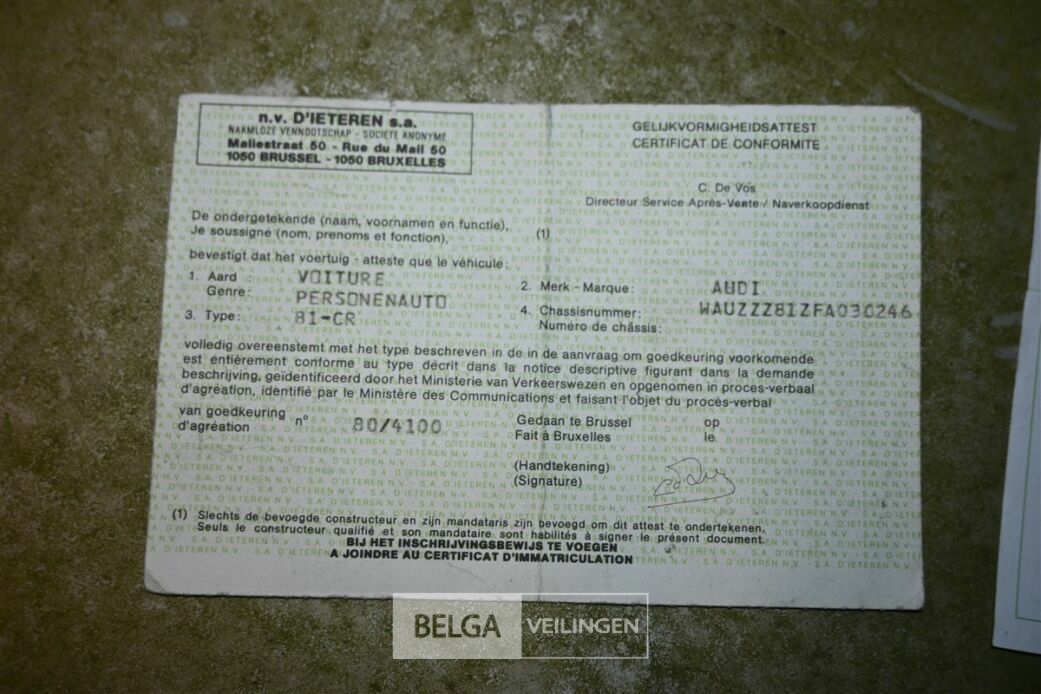 n.v. D'IETEREN s.a.
NAAMLOZE VENNOOTSCHAP - SOCIETE ANONYME
Maliestraat 50 - Rue du Mail 50
1050 BRUSSEL - 1050 BRUXELLES
GELIJKVORMIGHEIDSATTEST
CERTIFICAT DE CONFORMITE
C. De Vos
Directeur Service Après-Vente / Naverkoopdienst
De ondergetekende (naam, voornamen en functie),
Je soussigné (nom, prenoms et fonction), (1)
bevestigt dat het voertuig - atteste que le véhicule:
1. Aard VOITURE
Genre: PERSONENAUTO
2. Merk - Marque: AUDI
3. Type: 81-CR
4. Chassisnummer: WAUZZZ81ZFA030246
Numéro de châssis:
volledig overeenstemt met het type beschreven in de in de aanvraag om goedkeuring voorkomende
est entièrement conforme au type décrit dans la notice descriptive figurant dans la demande
beschrijving, geïdentificeerd door het Ministerie van Verkeerswezen en opgenomen in proces-verbaal
d'agréation, identifié par le Ministère des Communications et faisant l'objet du procès-verbal
van goedkeuring
d'agréation n° 80/4100
Gedaan te Brussel op
Fait à Bruxelles le
(Handtekening)
(Signature)
(1) Slechts de bevoegde constructeur en zijn mandataris zijn bevoegd om dit attest te ondertekenen.
Seuls le constructeur qualifié et son mandataire sont habilités à signer le présent document.
BIJ HET INSCHRIJVINGSBEWIJS TE VOEGEN
A JOINDRE AU CERTIFICAT D'IMMATRICULATION
BELGA VEILINGEN